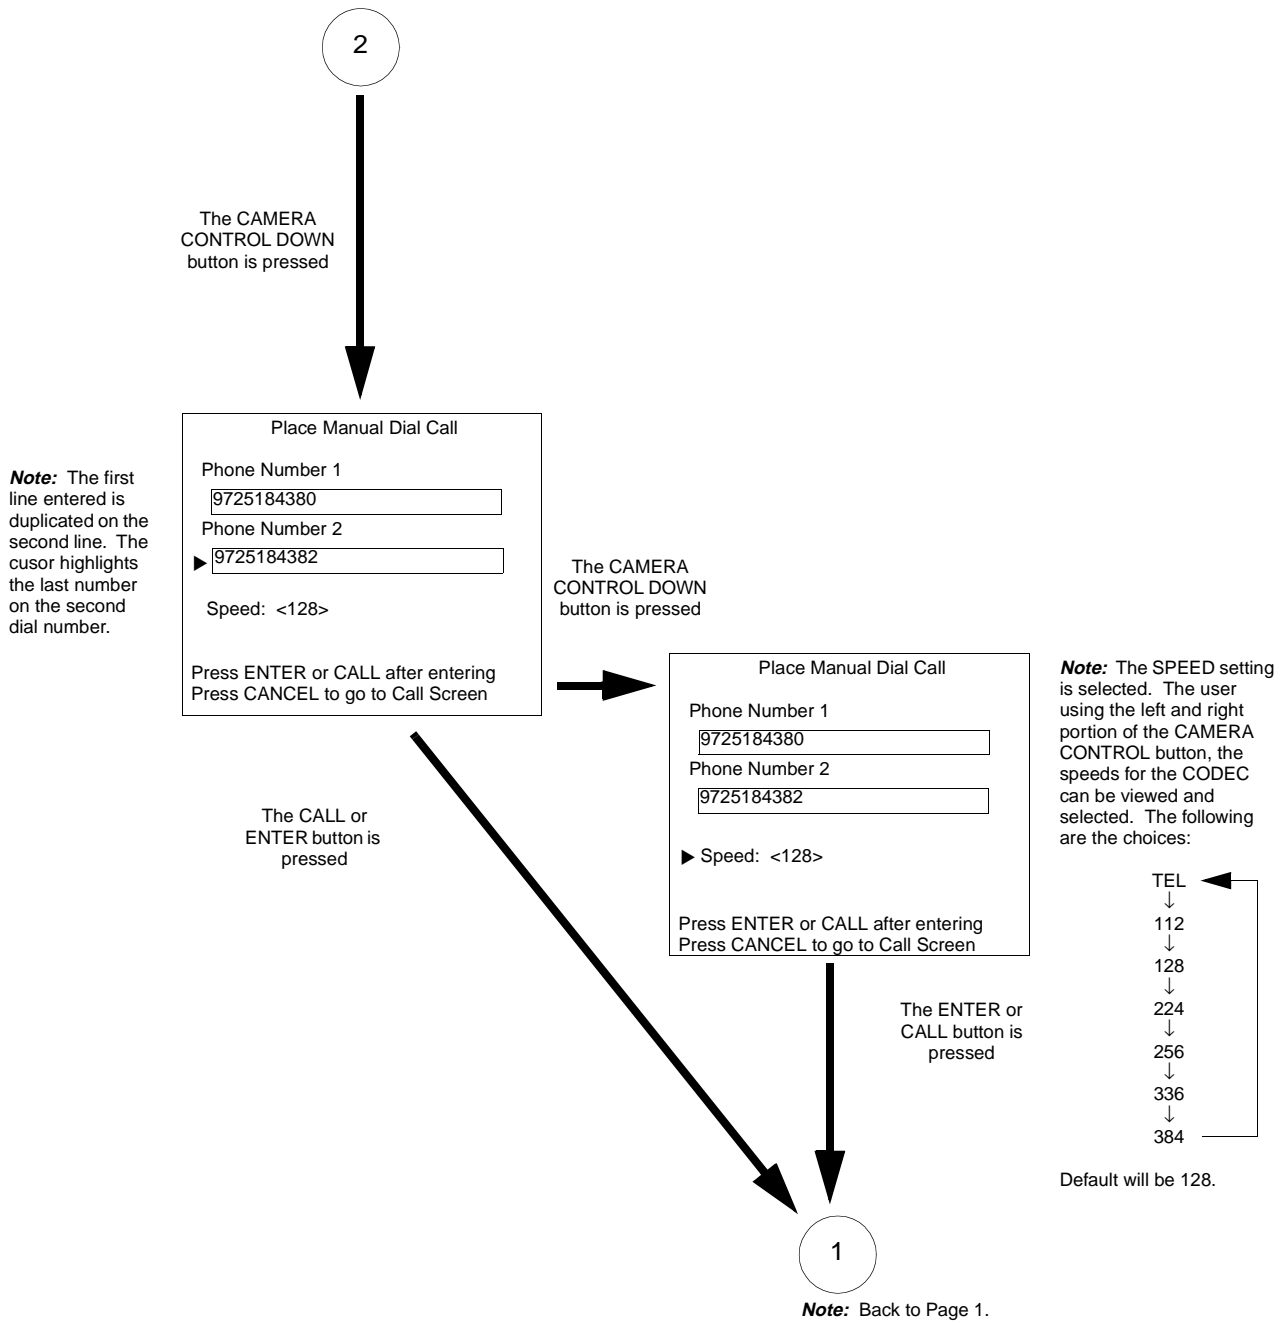 2
The CAMERA
CONTROL DOWN
button is pressed
Place Manual Dial Call
Phone Number 1
9725184380
Phone Number 2
▶ 9725184382
Speed: <128>
Press ENTER or CALL after entering
Press CANCEL to go to Call Screen
Note: The first
line entered is
duplicated on the
second line. The
cusor highlights
the last number
on the second
dial number.
The CAMERA
CONTROL DOWN
button is pressed
Place Manual Dial Call
Phone Number 1
9725184380
Phone Number 2
9725184382
▶ Speed: <128>
Press ENTER or CALL after entering
Press CANCEL to go to Call Screen
Note: The SPEED setting
is selected. The user
using the left and right
portion of the CAMERA
CONTROL button, the
speeds for the CODEC
can be viewed and
selected. The following
are the choices:
TEL
↓
112
↓
128
↓
224
↓
256
↓
336
↓
384
Default will be 128.
The CALL or
ENTER button is
pressed
The ENTER or
CALL button is
pressed
1
Note: Back to Page 1.